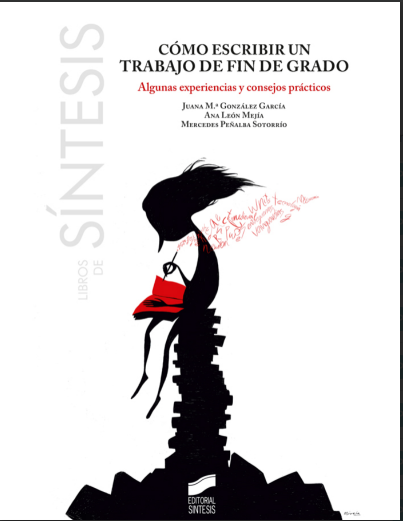 LIBROS
DE
SÍNTESIS
CÓMO ESCRIBIR UN
TRABAJO DE FIN DE GRADO
Algunas experiencias y consejos prácticos
Juana M.ª González García
Ana León Mejía
Mercedes Peñalba Sotorrío
EDITORIAL
SINTESIS